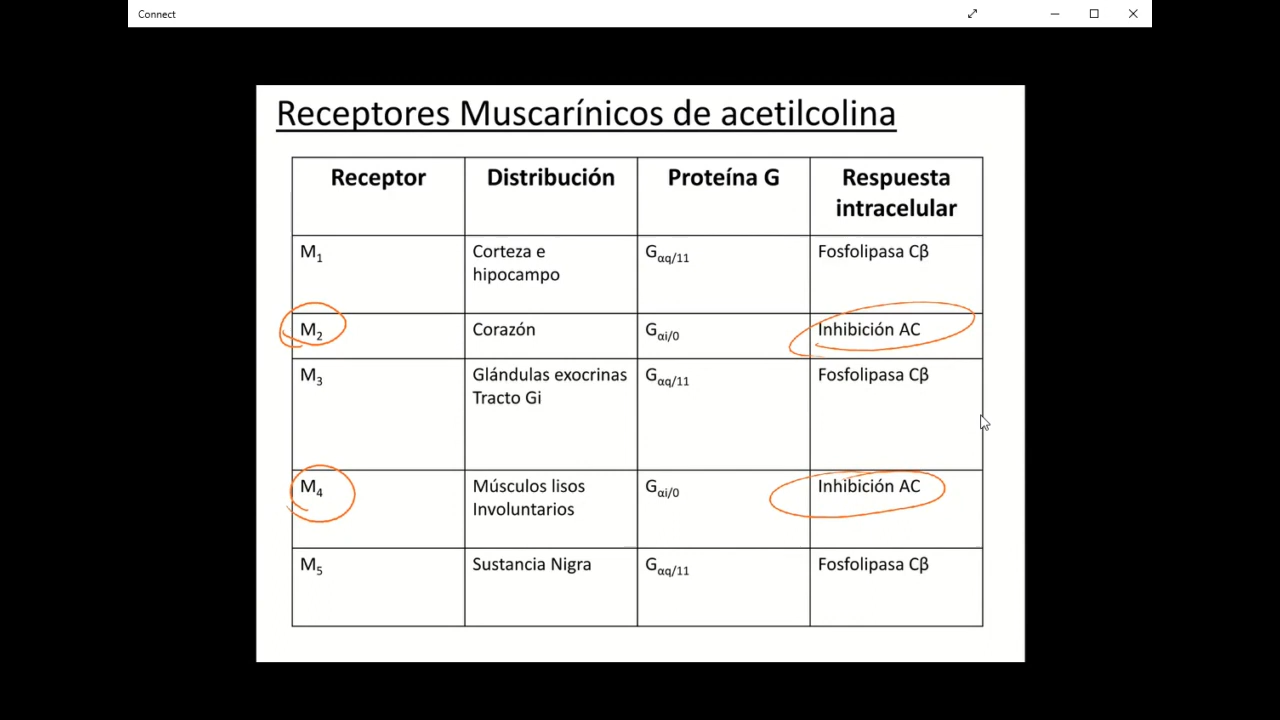 Connect
Receptores Muscarínicos de acetilcolina
Receptor Distribución Proteína G Respuesta
intracelular
M₁ Corteza e Gαq/11 Fosfolipasa Cβ
hipocampo
M₂ Corazón Gαi/0 Inhibición AC
M₃ Glándulas exocrinas Gαq/11 Fosfolipasa Cβ
Tracto Gi
M₄ Músculos lisos Gαi/0 Inhibición AC
Involuntarios
M₅ Sustancia Nigra Gαq/11 Fosfolipasa Cβ